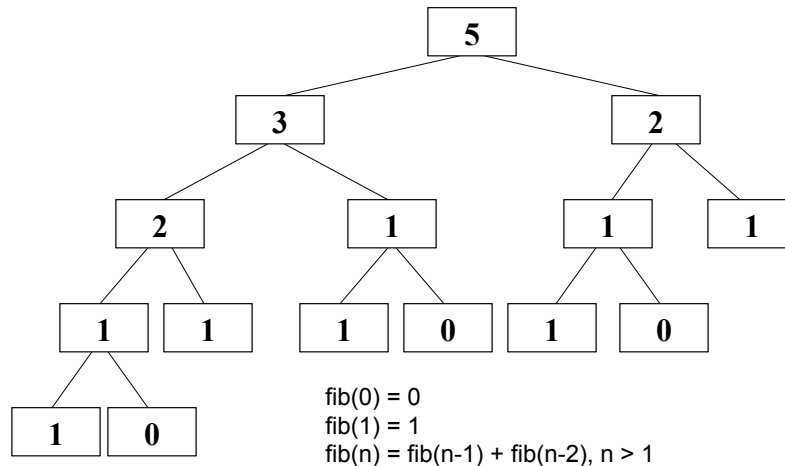 5
3 2
2 1 1 1
1 1 1 0 1 0
1 0
fib(0) = 0
fib(1) = 1
fib(n) = fib(n-1) + fib(n-2), n > 1